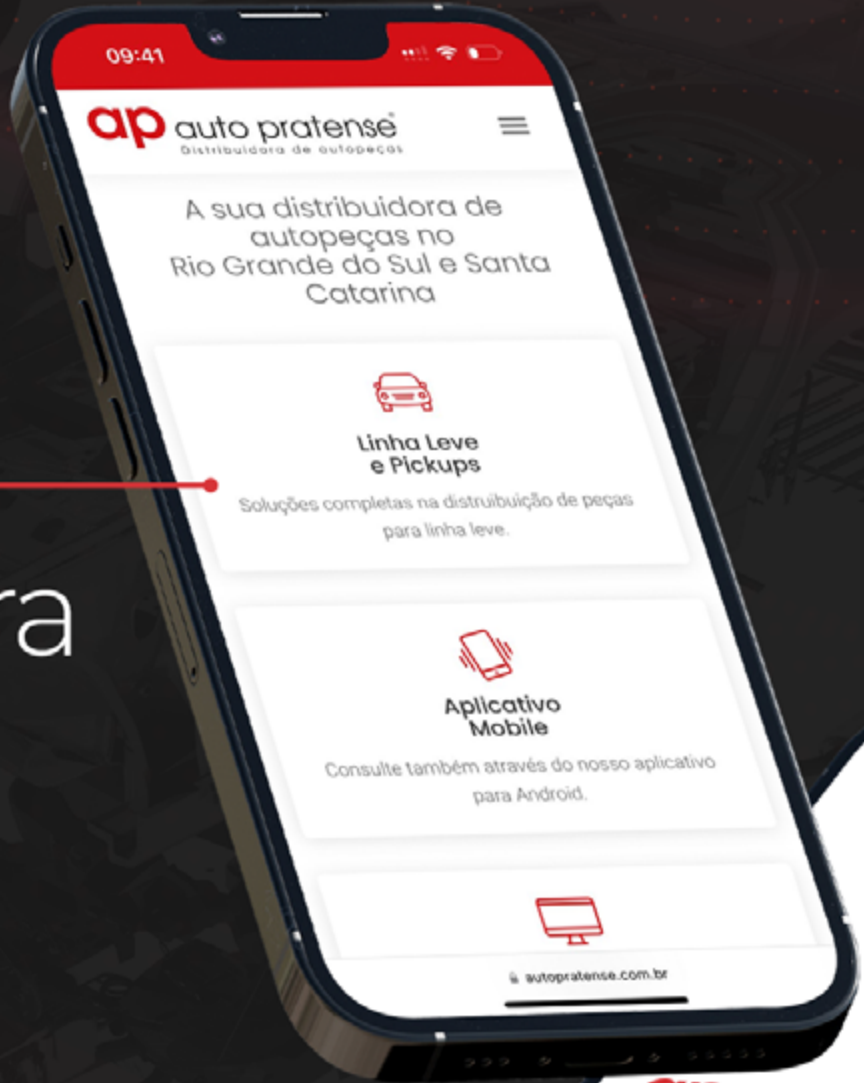 09:41
ap auto pratense
Distribuidora de autopeças
A sua distribuidora de
autopeças no
Rio Grande do Sul e Santa
Catarina
Linha Leve
e Pickups
Soluções completas na distruibuição de peças
para linha leve.
ra
Aplicativo
Mobile
Consulte também através do nosso aplicativo
para Android.
autopratense.com.br